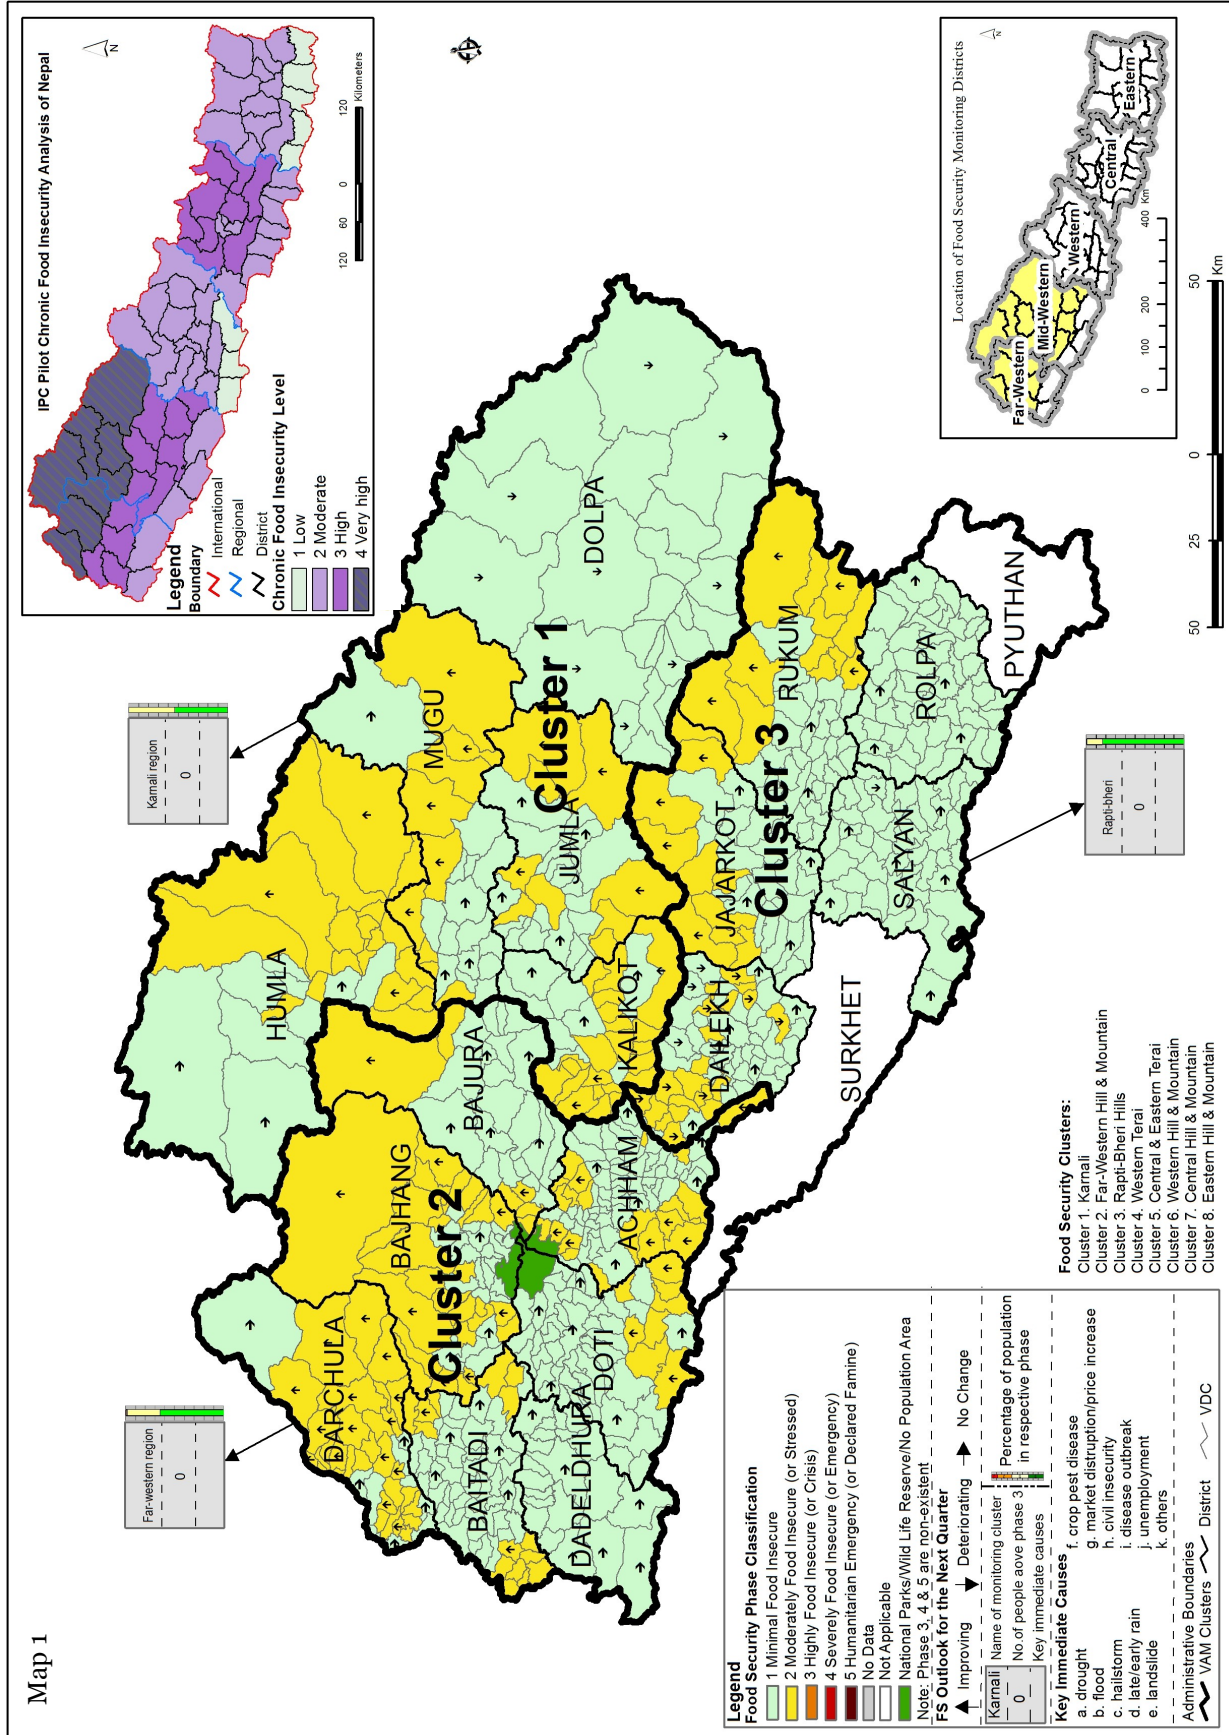 Map 1
IPC Pilot Chronic Food Insecurity Analysis of Nepal
N
Legend
Boundary
International
Regional
District
Chronic Food Insecurity Level
1 Low
2 Moderate
3 High
4 Very high
120 60 0 120
Kilometers
N
Location of Food Security Monitoring Districts
N
Far-Western
Mid-Western
Western
Central
Eastern
0 100 200 400 Km
Karnali region
0
Far-western region
0
Rapti-bheri
0
HUMLA
MUGU
DOLPA
Cluster 1
JUMLA
KALIKOT
DARCHULA
BAJHANG
BAJURA
Cluster 2
BAITADI
DADELDHURA
DOTI
ACHHAM
DAILEKH
JAJARKOT
Cluster 3
RUKUM
ROLPA
SALYAN
PYUTHAN
SURKHET
50 25 0 50
Km
Legend
Food Security Phase Classification
1 Minimal Food Insecure
2 Moderately Food Insecure (or Stressed)
3 Highly Food Insecure (or Crisis)
4 Severely Food Insecure (or Emergency)
5 Humanitarian Emergency (or Declared Famine)
No Data
Not Applicable
National Parks/Wild Life Reserve/No Population Area
Note: Phase 3, 4 & 5 are non-existent
FS Outlook for the Next Quarter
Improving Deteriorating No Change
Karnali Name of monitoring cluster
0 No of people aove phase 3
Key immediate causes
Percentage of population
in respective phase
Key Immediate Causes
a. drought
b. flood
c. hailstorm
d. late/early rain
e. landslide
f. crop pest disease
g. market distruption/price increase
h. civil insecurity
i. disease outbreak
j. unemployment
k. others
Administrative Boundaries
VAM Clusters District VDC
Food Security Clusters:
Cluster 1. Karnali
Cluster 2. Far-Western Hill & Mountain
Cluster 3. Rapti-Bheri Hills
Cluster 4. Western Terai
Cluster 5. Central & Eastern Terai
Cluster 6. Western Hill & Mountain
Cluster 7. Central Hill & Mountain
Cluster 8. Eastern Hill & Mountain